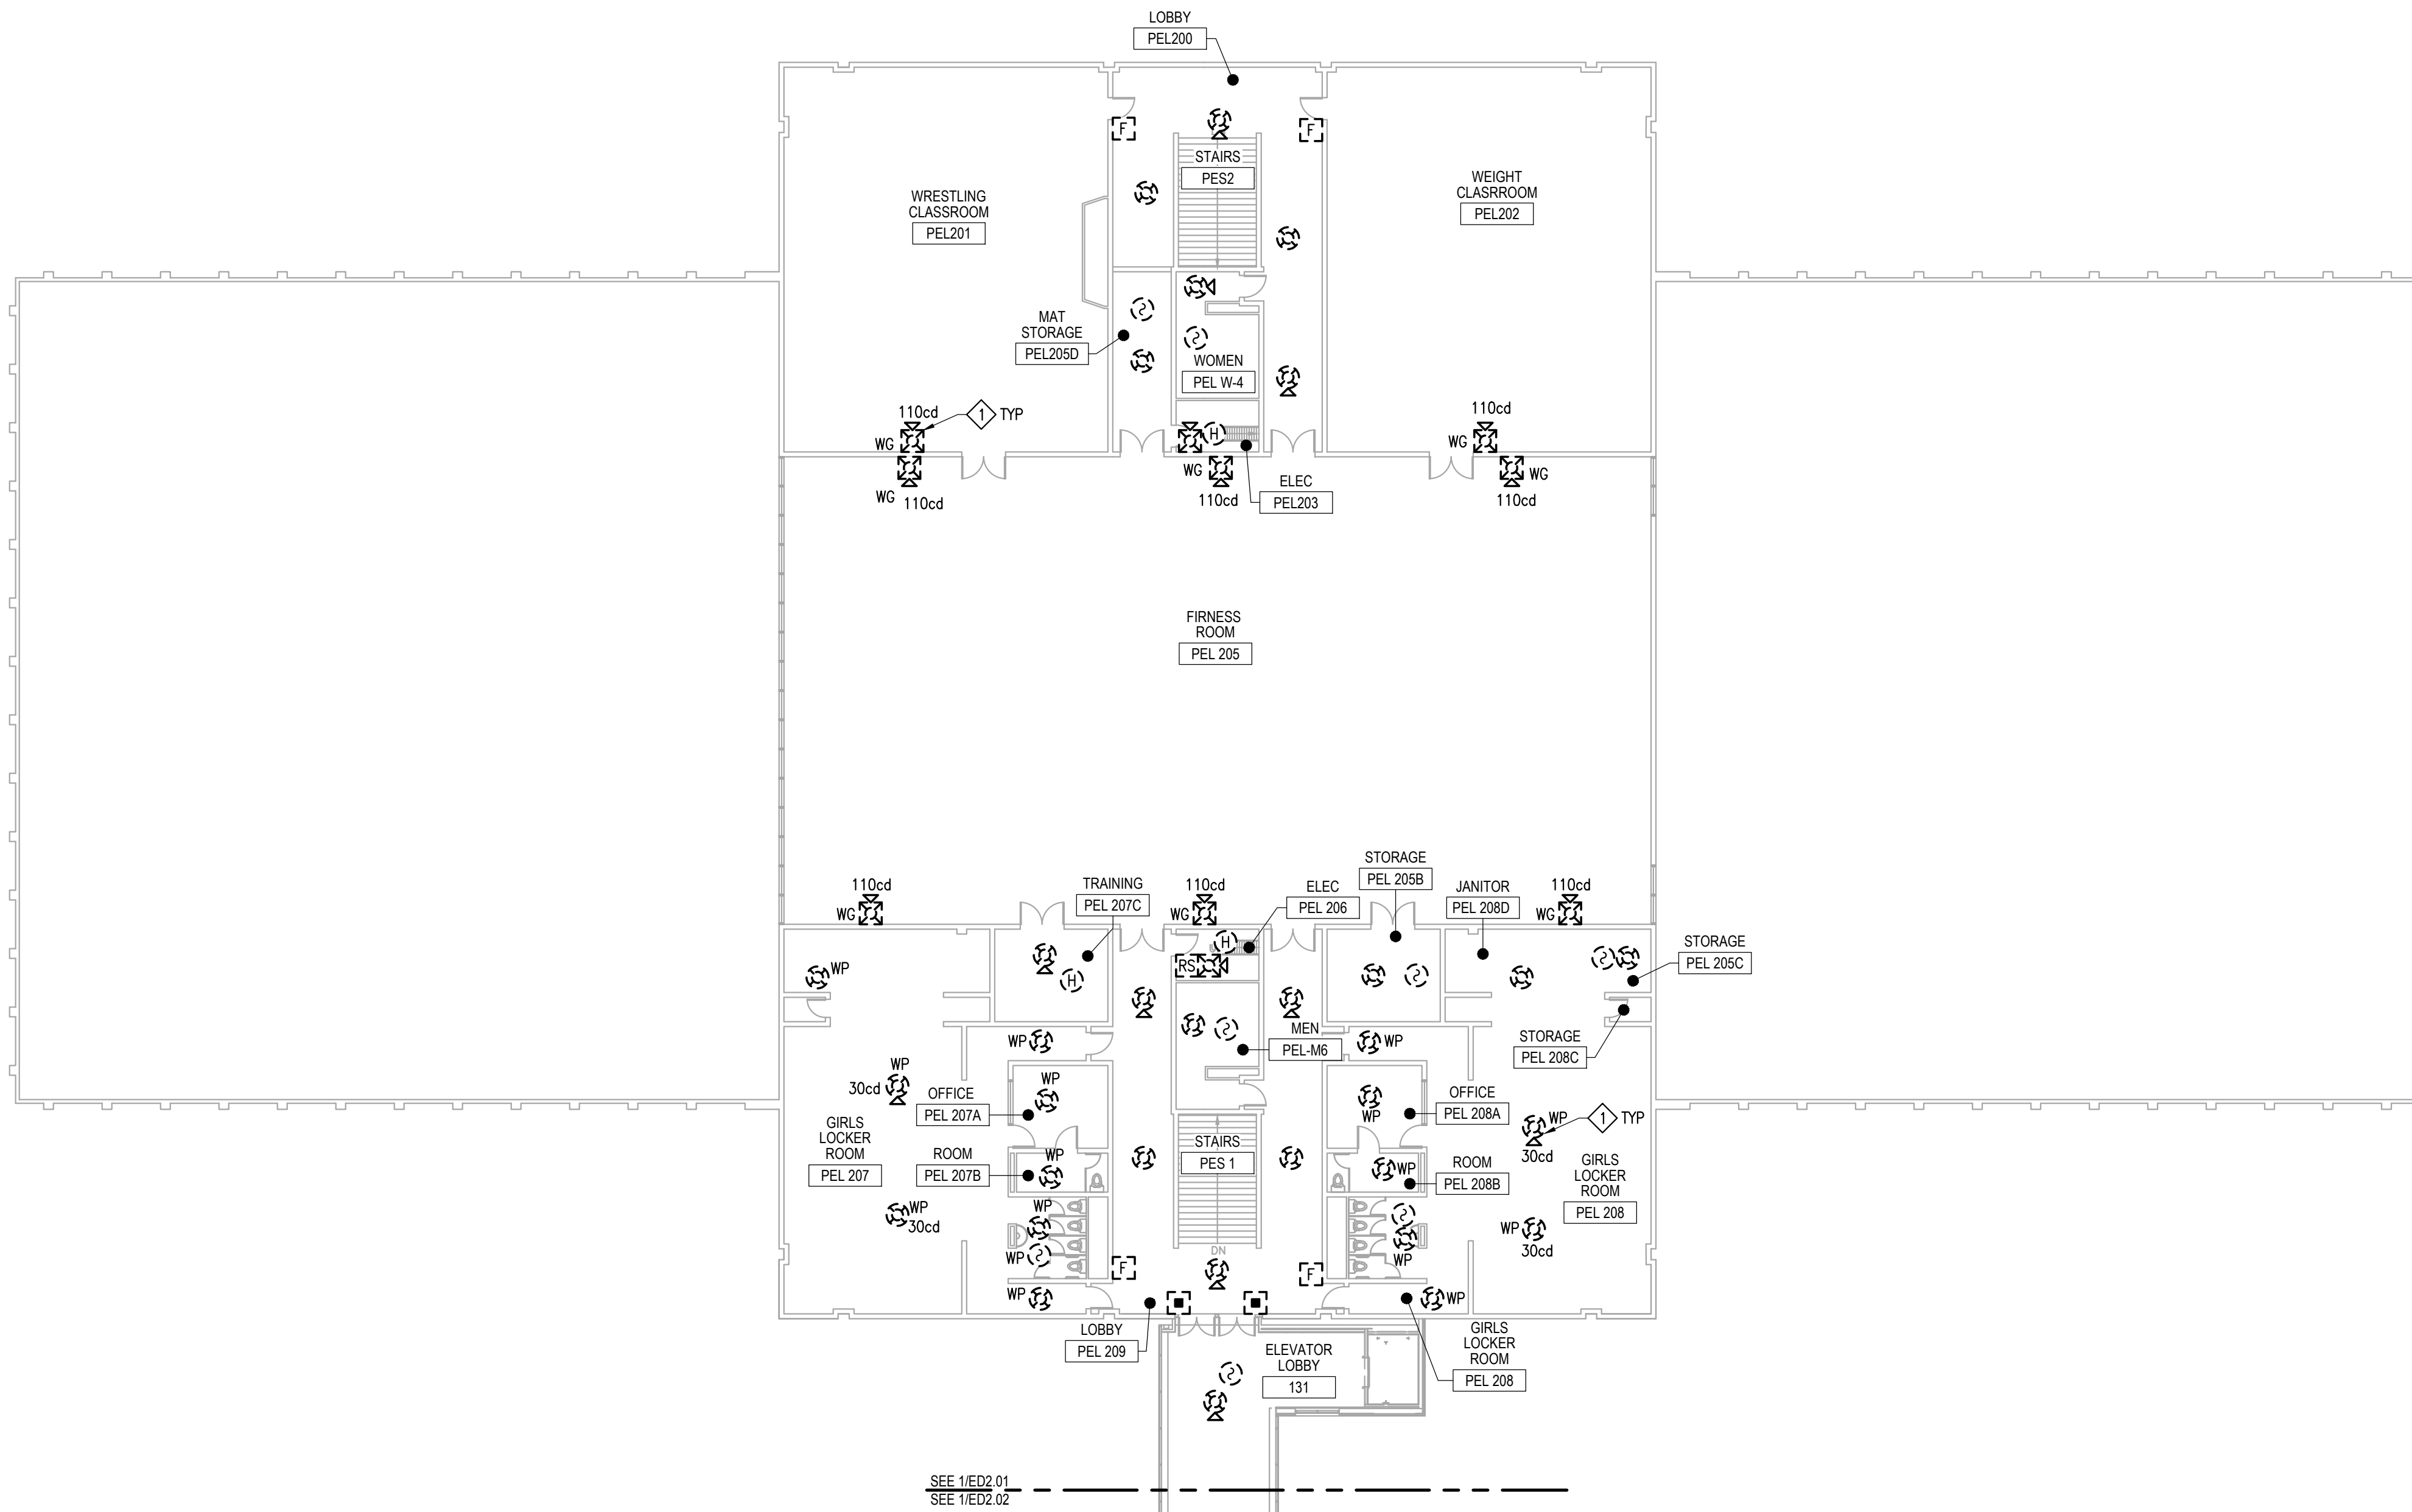 LOBBY
PEL200
F
F
STAIRS
PES2
WRESTLING
CLASSROOM
PEL201
WEIGHT
CLASRROOM
PEL202
MAT
STORAGE
PEL205D
WOMEN
PEL W-4
110cd
1
TYP
WG
WG
110cd
H
WG
110cd
ELEC
PEL203
110cd
WG
WG
110cd
FIRNESS
ROOM
PEL 205
110cd
WG
TRAINING
PEL 207C
110cd
WG
ELEC
PEL 206
STORAGE
PEL 205B
JANITOR
PEL 208D
110cd
WG
STORAGE
PEL 205C
WP
H
H
RS
STORAGE
PEL 208C
MEN
PEL-M6
WP
WP
WP
30cd
OFFICE
PEL 207A
WP
OFFICE
PEL 208A
WP
WP
1
TYP
30cd
GIRLS
LOCKER
ROOM
PEL 207
ROOM
PEL 207B
WP
STAIRS
PES 1
WP
ROOM
PEL 208B
GIRLS
LOCKER
ROOM
PEL 208
WP
30cd
WP
WP
WP
WP
30cd
DN
F
F
WP
WP
LOBBY
PEL 209
ELEVATOR
LOBBY
131
GIRLS
LOCKER
ROOM
PEL 208
SEE 1/ED2.01
SEE 1/ED2.02